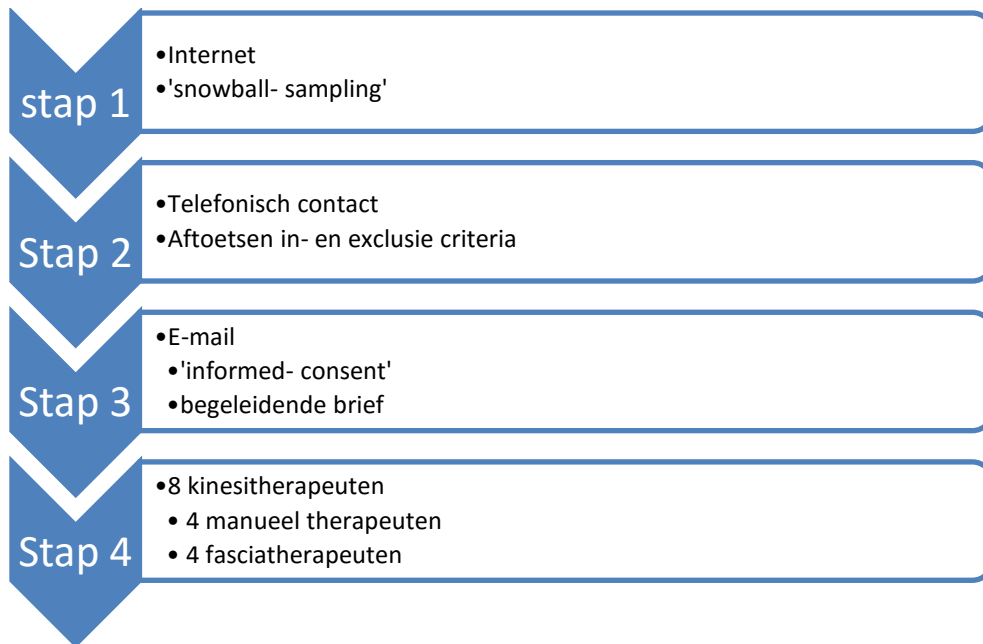 stap 1
•Internet
•'snowball- sampling'
Stap 2
•Telefonisch contact
•Aftoetsen in- en exclusie criteria
Stap 3
•E-mail
•'informed- consent'
•begeleidende brief
Stap 4
•8 kinesitherapeuten
• 4 manueel therapeuten
• 4 fasciatherapeuten